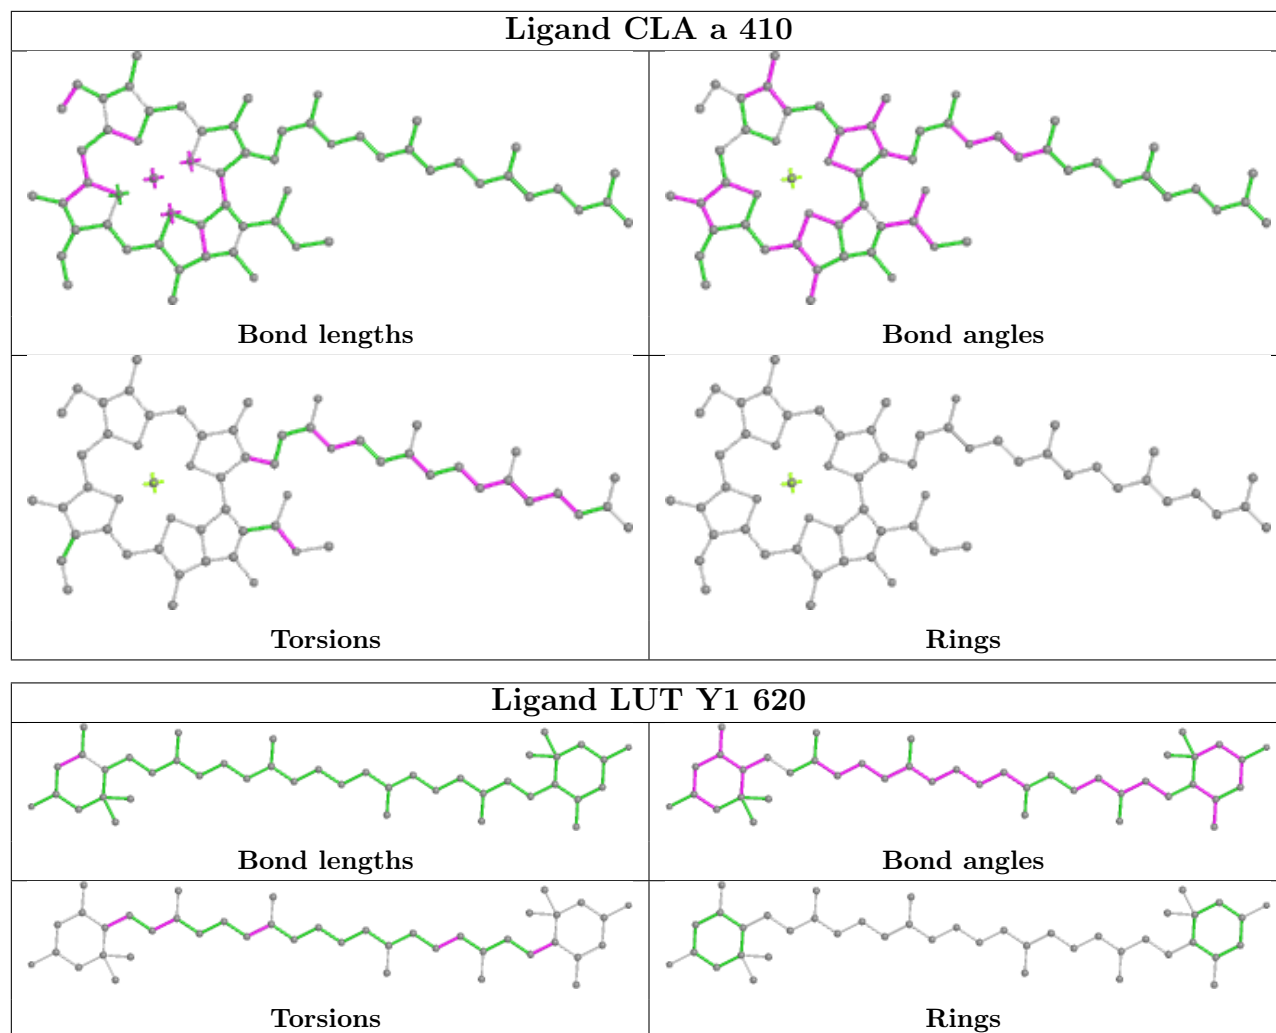 Ligand CLA a 410
Bond lengths
Bond angles
Torsions
Rings
Ligand LUT Y1 620
Bond lengths
Bond angles
Torsions
Rings